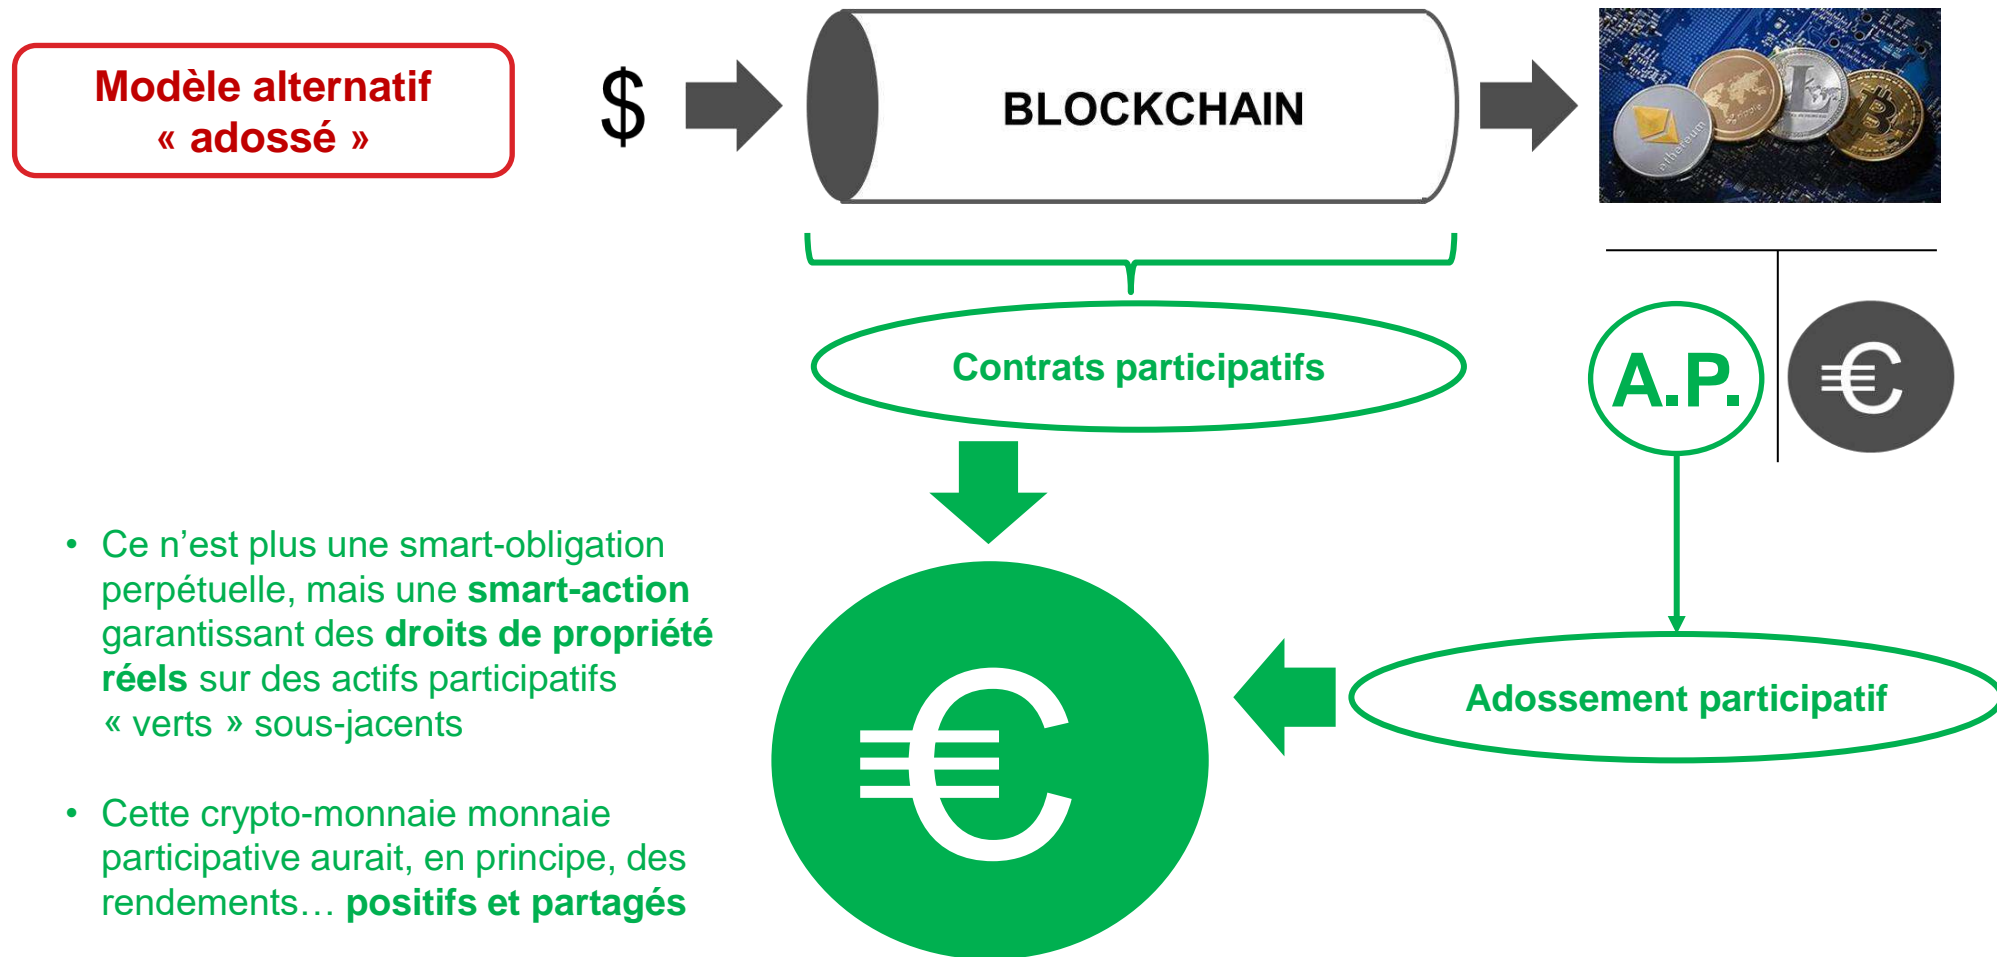 Modèle alternatif
« adossé »
$
BLOCKCHAIN
ethereum
ripple
Contrats participatifs
A.P.
Adossement participatif
• Ce n’est plus une smart-obligation
perpétuelle, mais une smart-action
garantissant des droits de propriété
réels sur des actifs participatifs
« verts » sous-jacents
• Cette crypto-monnaie monnaie
participative aurait, en principe, des
rendements… positifs et partagés